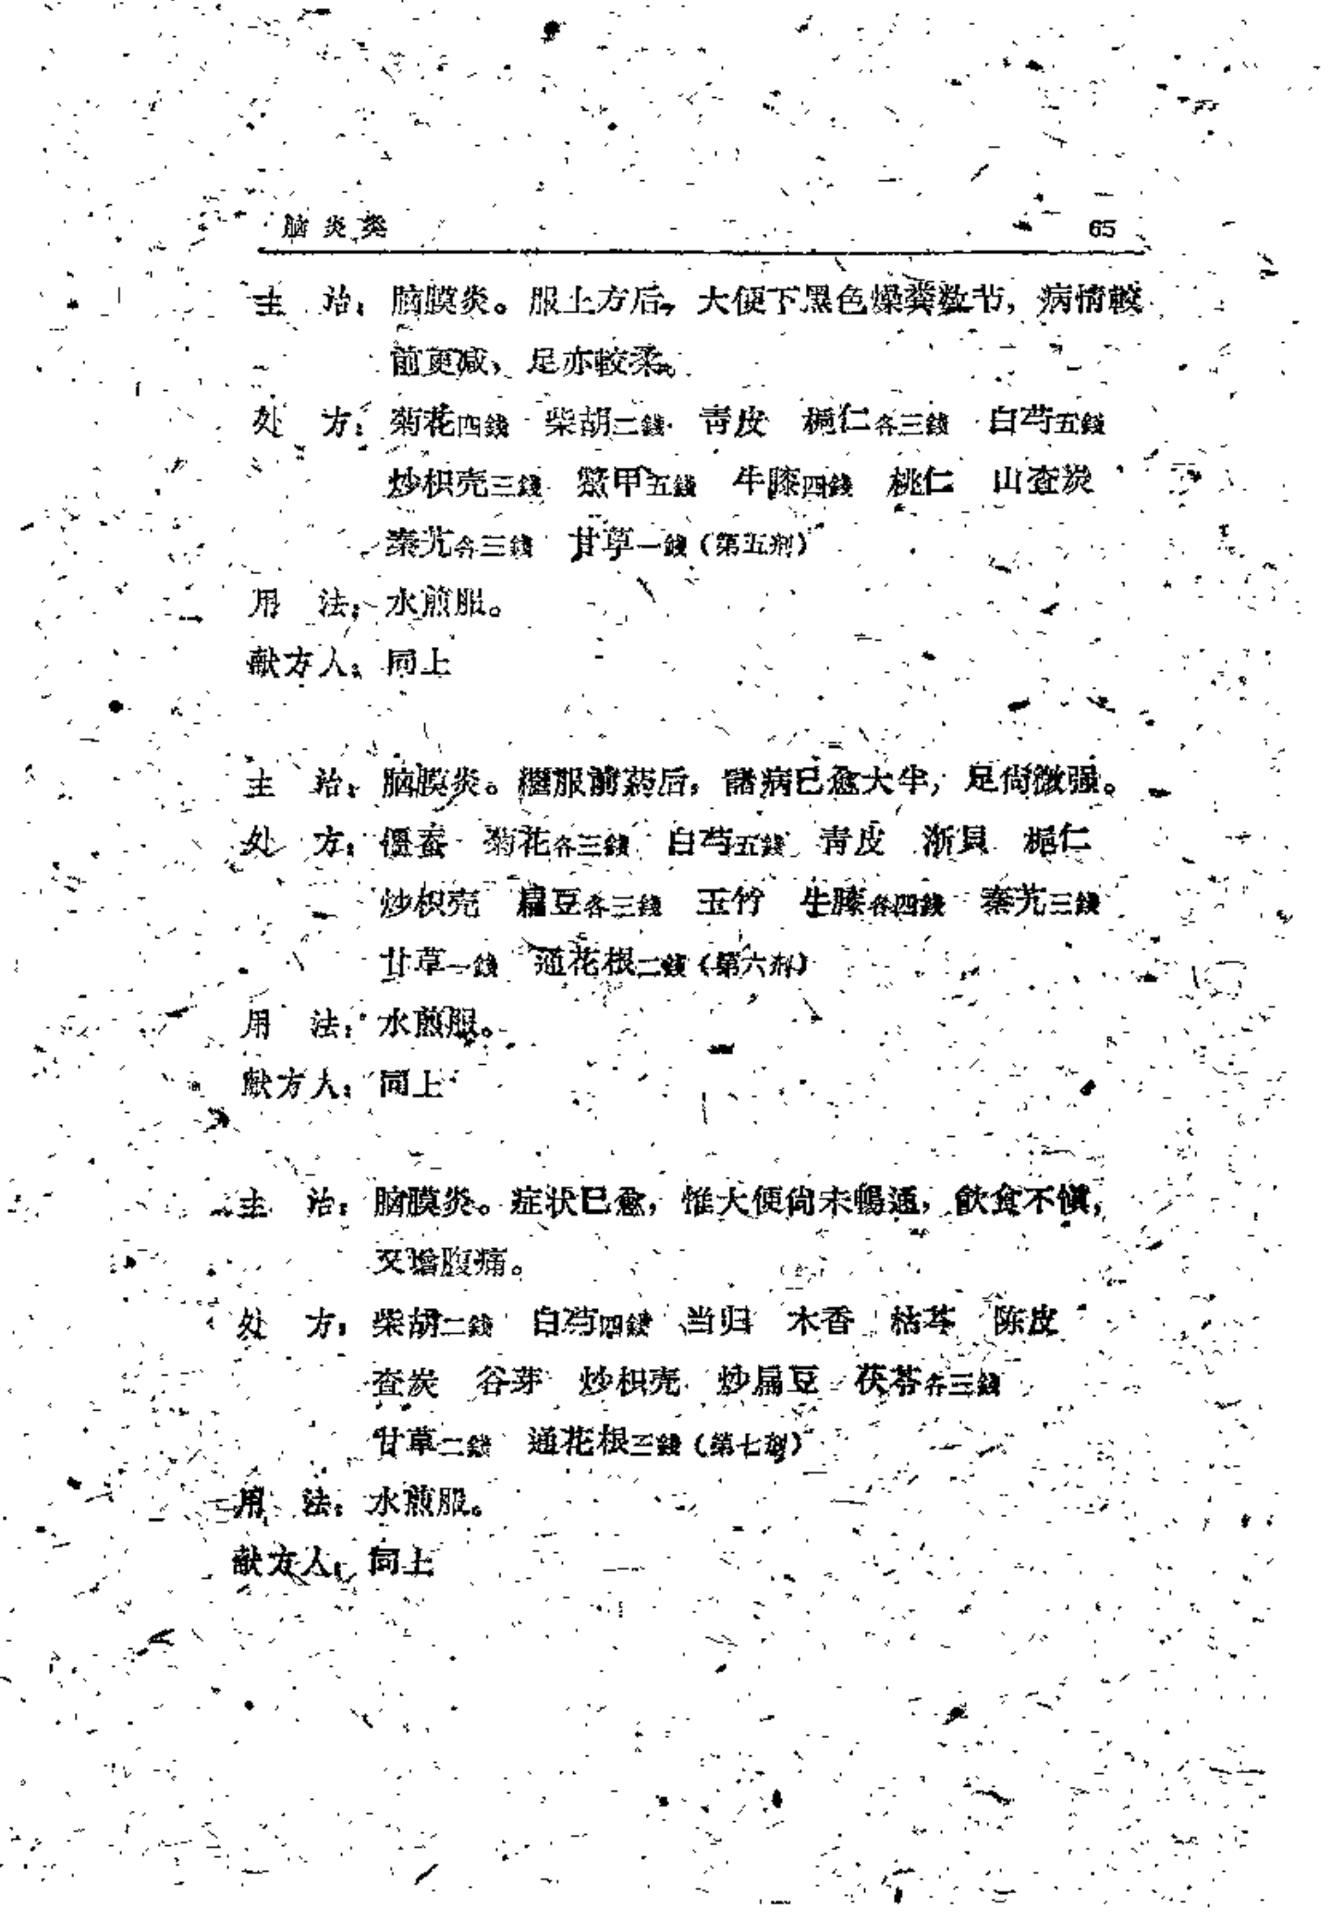 脑炎类 65
主　治：脑膜炎。服上方后，大便下黑色燥粪数节，病情較
前更减，足亦較柔。
处　方：菊花四錢　柴胡二錢　青皮　梔仁各三錢　白芍五錢
炒枳壳三錢　鱉甲五錢　牛膝四錢　桃仁　山査炭
秦艽各三錢　甘草一錢（第五剂）
用　法：水煎服。
献方人：同上
主　治：脑膜炎。繼服前葯后，諸病已愈大半，足尙微强。
处　方：僵蚕　菊花各三錢　白芍五錢　青皮　浙貝　梔仁
炒枳壳　扁豆各三錢　玉竹　牛膝各四錢　秦艽三錢
甘草一錢　通花根二錢（第六剂）
用　法：水煎服。
献方人：同上
主　治：脑膜炎。症状已愈，惟大便尙未暢通，飲食不愼，
又增腹痛。
处　方：柴胡二錢　白芍四錢　当归　木香　枯芩　陈皮
査炭　谷芽　炒枳壳　炒扁豆　茯苓各三錢
甘草二錢　通花根三錢（第七剂）
用　法：水煎服。
献方人：同上